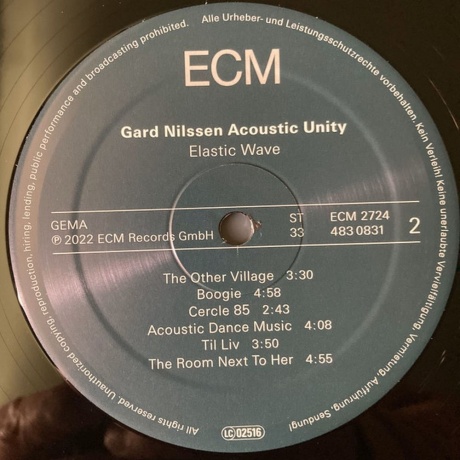 Alle Urheber- und Leistungsschutzrechte vorbehalten. Kein Verleih! Keine unerlaubte Vervielfältigung, Vermietung, Aufführung, Sendung!
ECM
Gard Nilssen Acoustic Unity
Elastic Wave
GEMA ST ECM 2724
℗ 2022 ECM Records GmbH 33 483 0831 2
The Other Village 3:30
Boogie 4:58
Cercle 85 2:43
Acoustic Dance Music 4:08
Til Liv 3:50
The Room Next To Her 4:55
LC 02516
All rights reserved. Unauthorized copying, reproduction, hiring, lending, public performance and broadcasting prohibited.